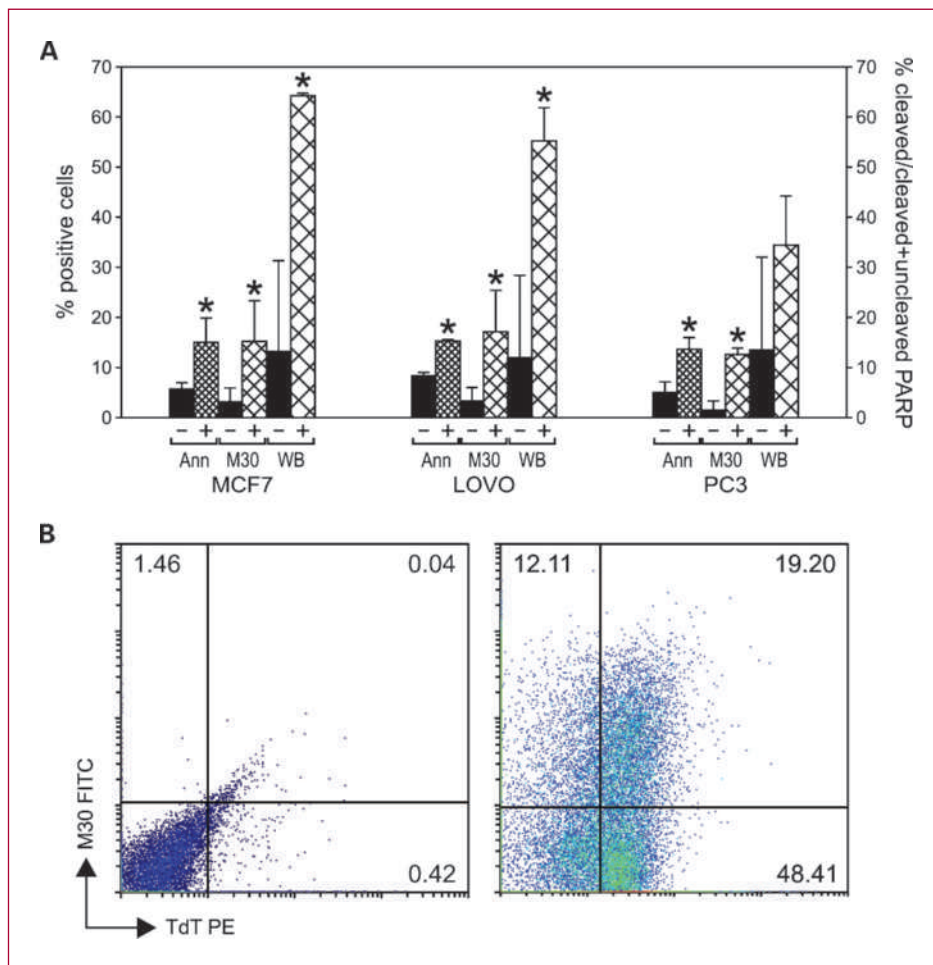 A
% positive cells
70
60
50
40
30
20
10
0
* * * * * * * *
70
60
50
40
30
20
10
0
% cleaved/cleaved+uncleaved PARP
− + − + − + − + − + − + − + − + − +
Ann M30 WB Ann M30 WB Ann M30 WB
MCF7 LOVO PC3
B
1.46 0.04 12.11 19.20
M30 FITC
0.42 48.41
TdT PE